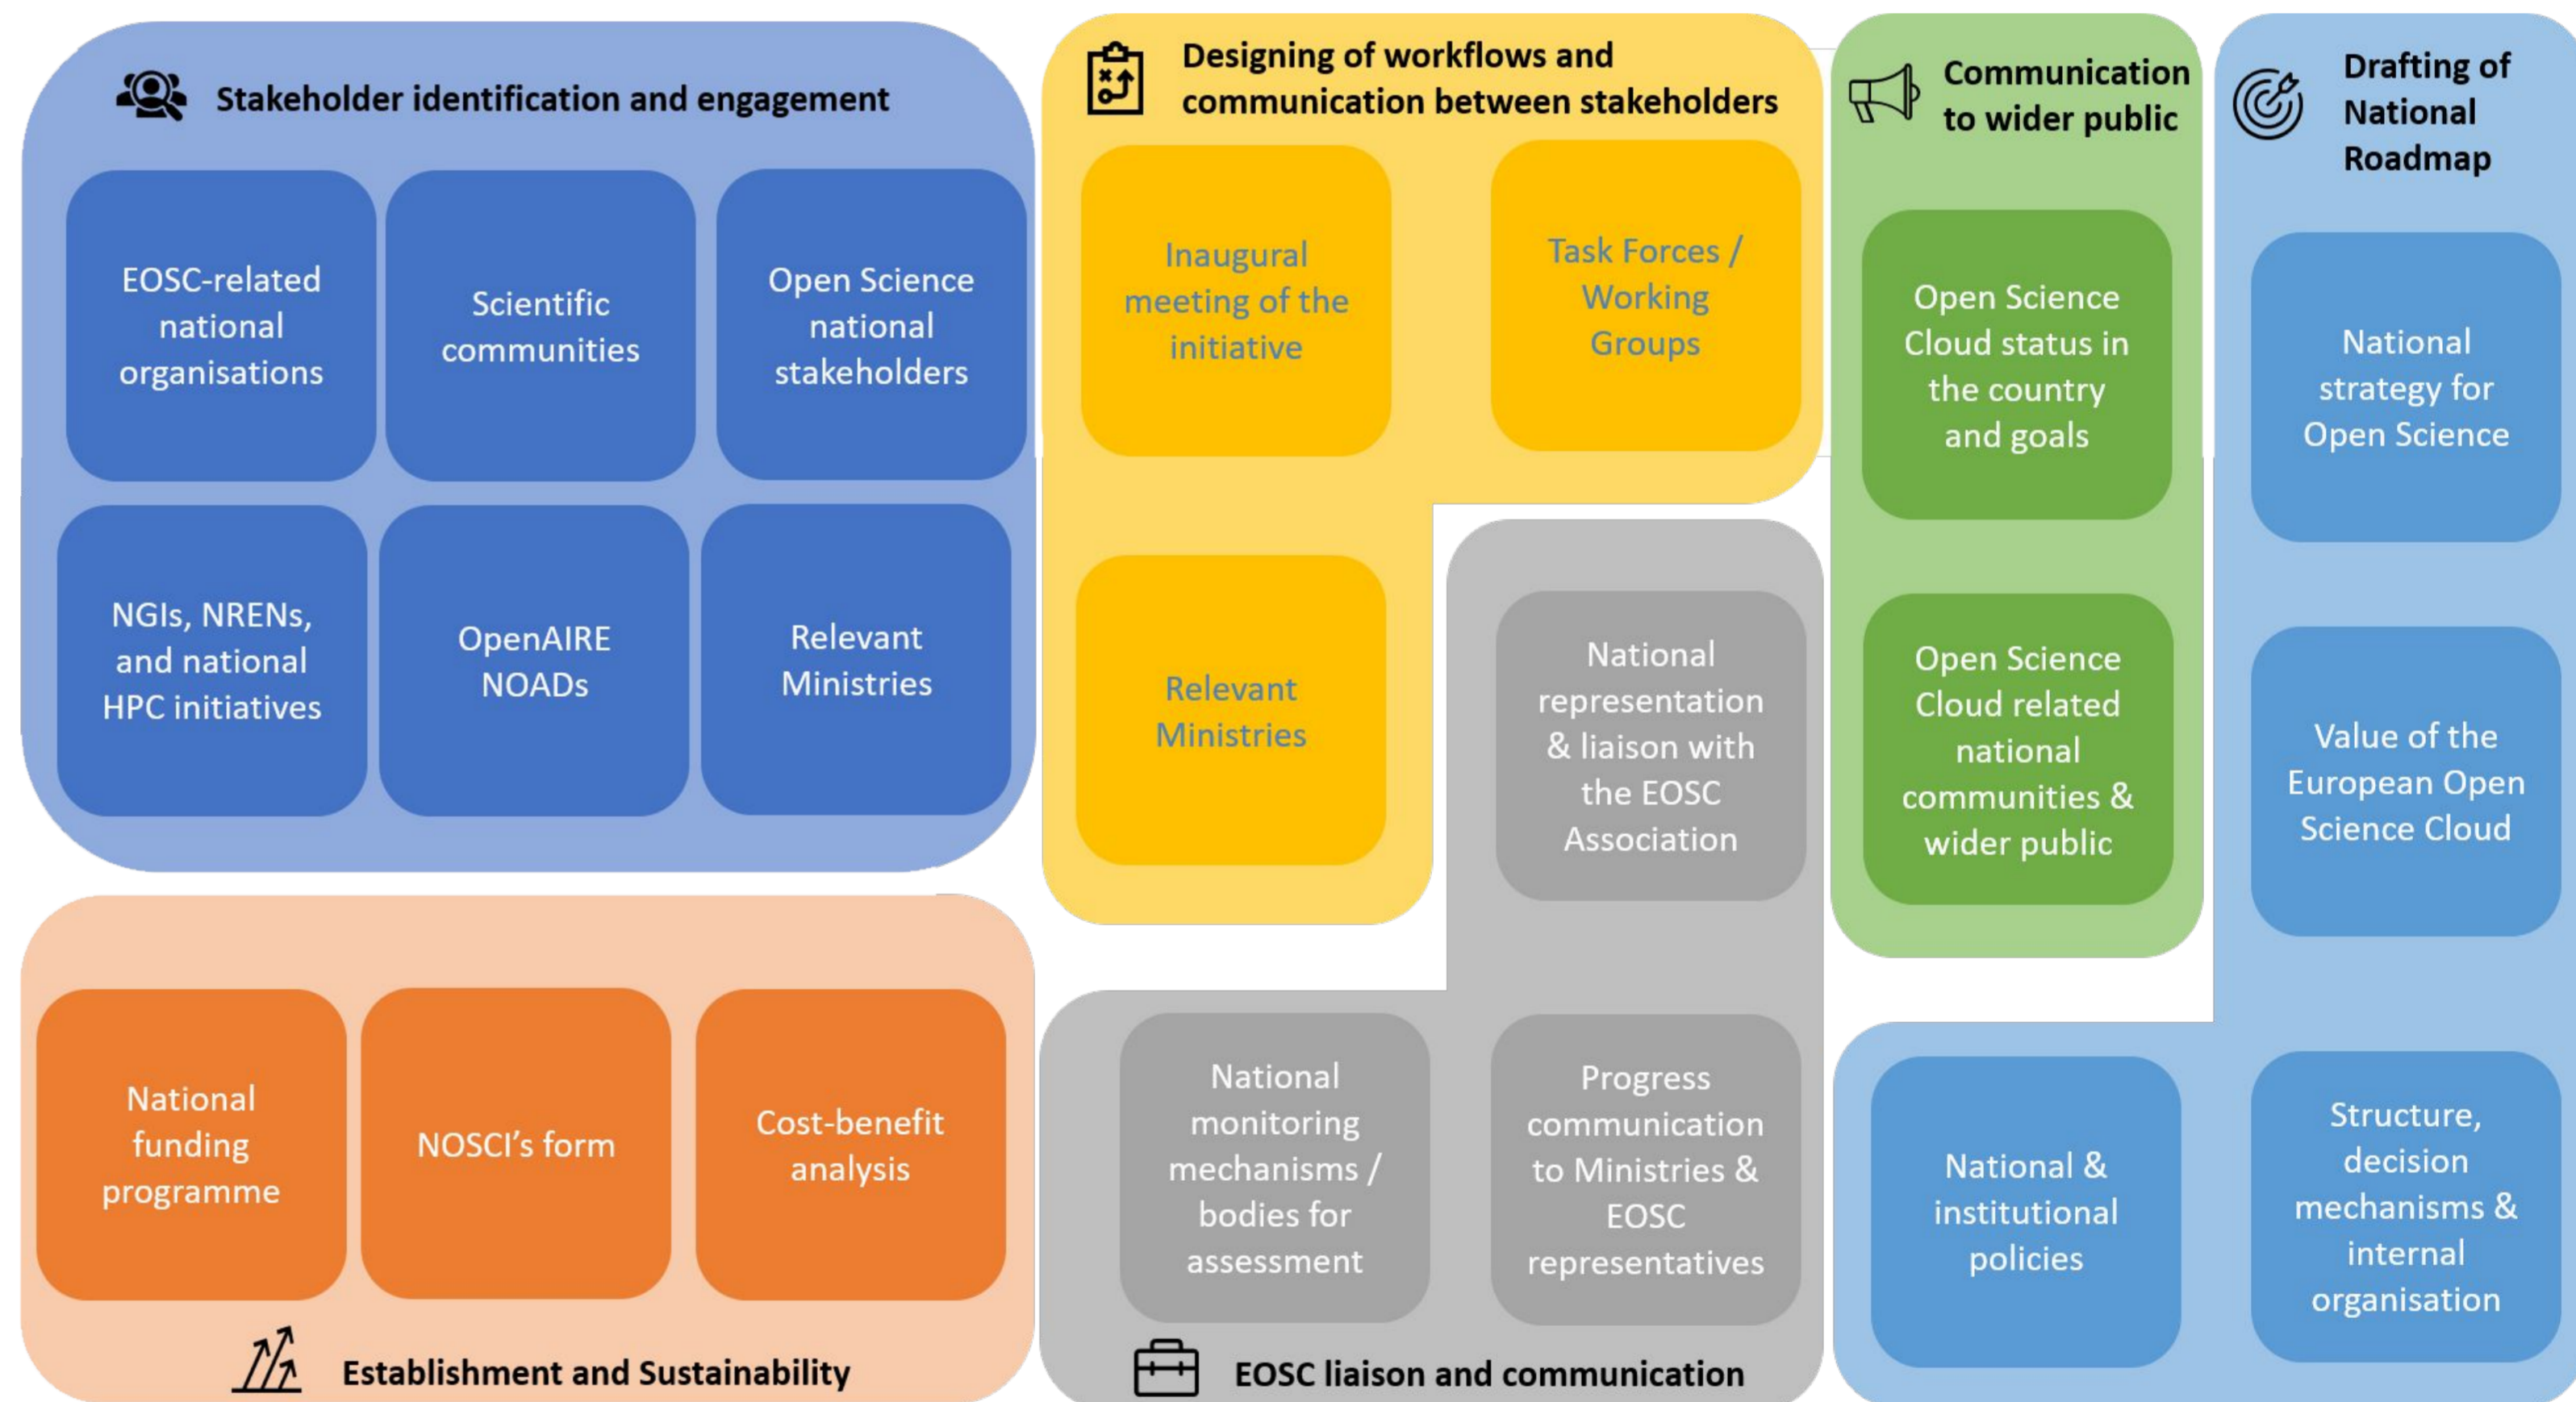 Stakeholder identification and engagement
EOSC-related
national
organisations
Scientific
communities
Open Science
national
stakeholders
NGIs, NRENs,
and national
HPC initiatives
OpenAIRE
NOADs
Relevant
Ministries
Designing of workflows and
communication between stakeholders
Inaugural
meeting of the
initiative
Task Forces /
Working
Groups
Relevant
Ministries
Communication
to wider public
Open Science
Cloud status in
the country
and goals
Open Science
Cloud related
national
communities &
wider public
Drafting of
National
Roadmap
National
strategy for
Open Science
Value of the
European Open
Science Cloud
National &
institutional
policies
Structure,
decision
mechanisms &
internal
organisation
National
funding
programme
NOSCI's form
Cost-benefit
analysis
Establishment and Sustainability
National
representation
& liaison with
the EOSC
Association
National
monitoring
mechanisms /
bodies for
assessment
Progress
communication
to Ministries &
EOSC
representatives
EOSC liaison and communication